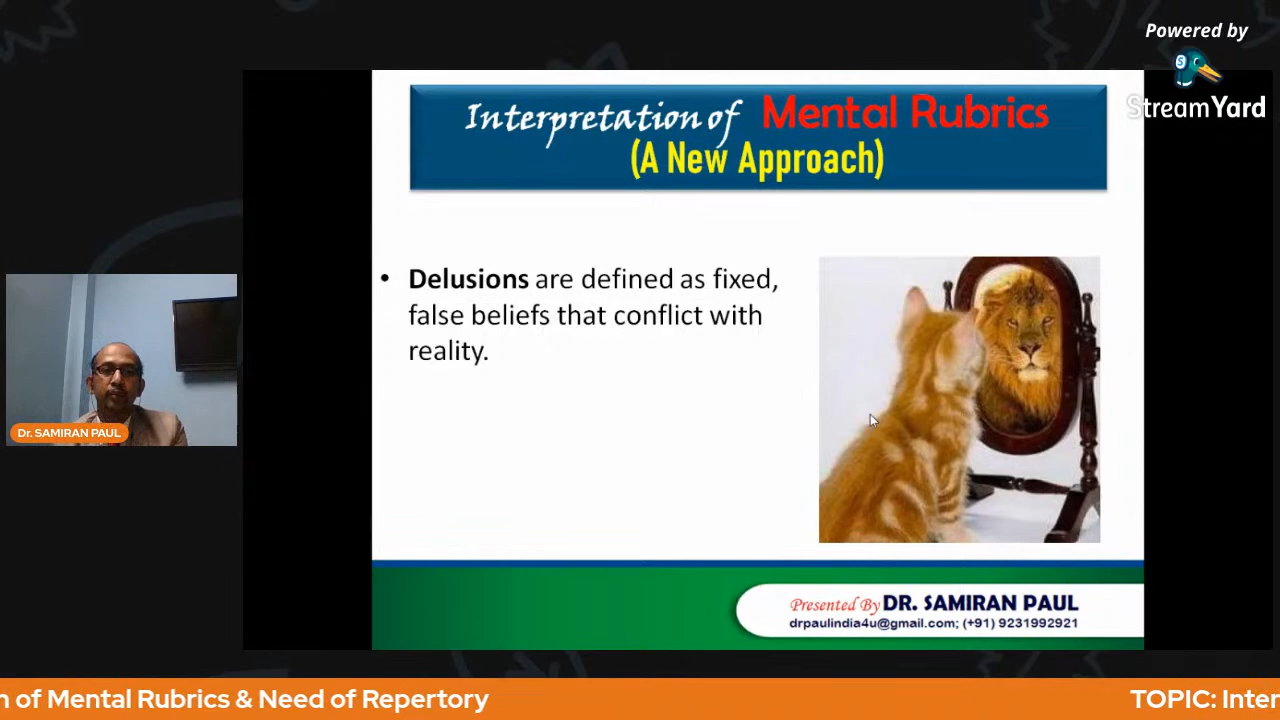 Powered by
StreamYard
Interpretation of Mental Rubrics
(A New Approach)
• Delusions are defined as fixed,
false beliefs that conflict with
reality.
Dr. SAMIRAN PAUL
Presented By DR. SAMIRAN PAUL
drpaulindia4u@gmail.com; (+91) 9231992921
n of Mental Rubrics & Need of Repertory
TOPIC: Inter